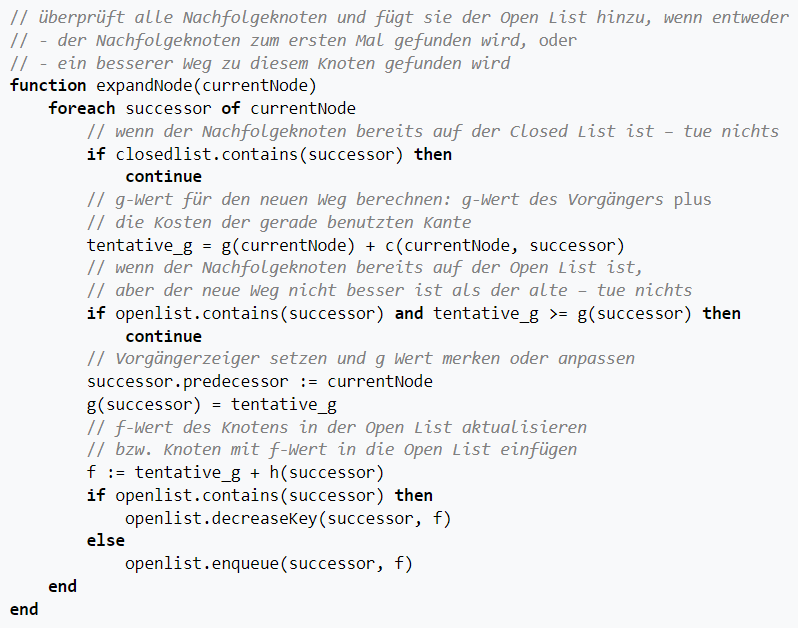 // überprüft alle Nachfolgeknoten und fügt sie der Open List hinzu, wenn entweder
// - der Nachfolgeknoten zum ersten Mal gefunden wird, oder
// - ein besserer Weg zu diesem Knoten gefunden wird
function expandNode(currentNode)
    foreach successor of currentNode
        // wenn der Nachfolgeknoten bereits auf der Closed List ist – tue nichts
        if closedlist.contains(successor) then
            continue
        // g-Wert für den neuen Weg berechnen: g-Wert des Vorgängers plus
        // die Kosten der gerade benutzten Kante
        tentative_g = g(currentNode) + c(currentNode, successor)
        // wenn der Nachfolgeknoten bereits auf der Open List ist,
        // aber der neue Weg nicht besser ist als der alte – tue nichts
        if openlist.contains(successor) and tentative_g >= g(successor) then
            continue
        // Vorgängerzeiger setzen und g Wert merken oder anpassen
        successor.predecessor := currentNode
        g(successor) = tentative_g
        // f-Wert des Knotens in der Open List aktualisieren
        // bzw. Knoten mit f-Wert in die Open List einfügen
        f := tentative_g + h(successor)
        if openlist.contains(successor) then
            openlist.decreaseKey(successor, f)
        else
            openlist.enqueue(successor, f)
    end
end